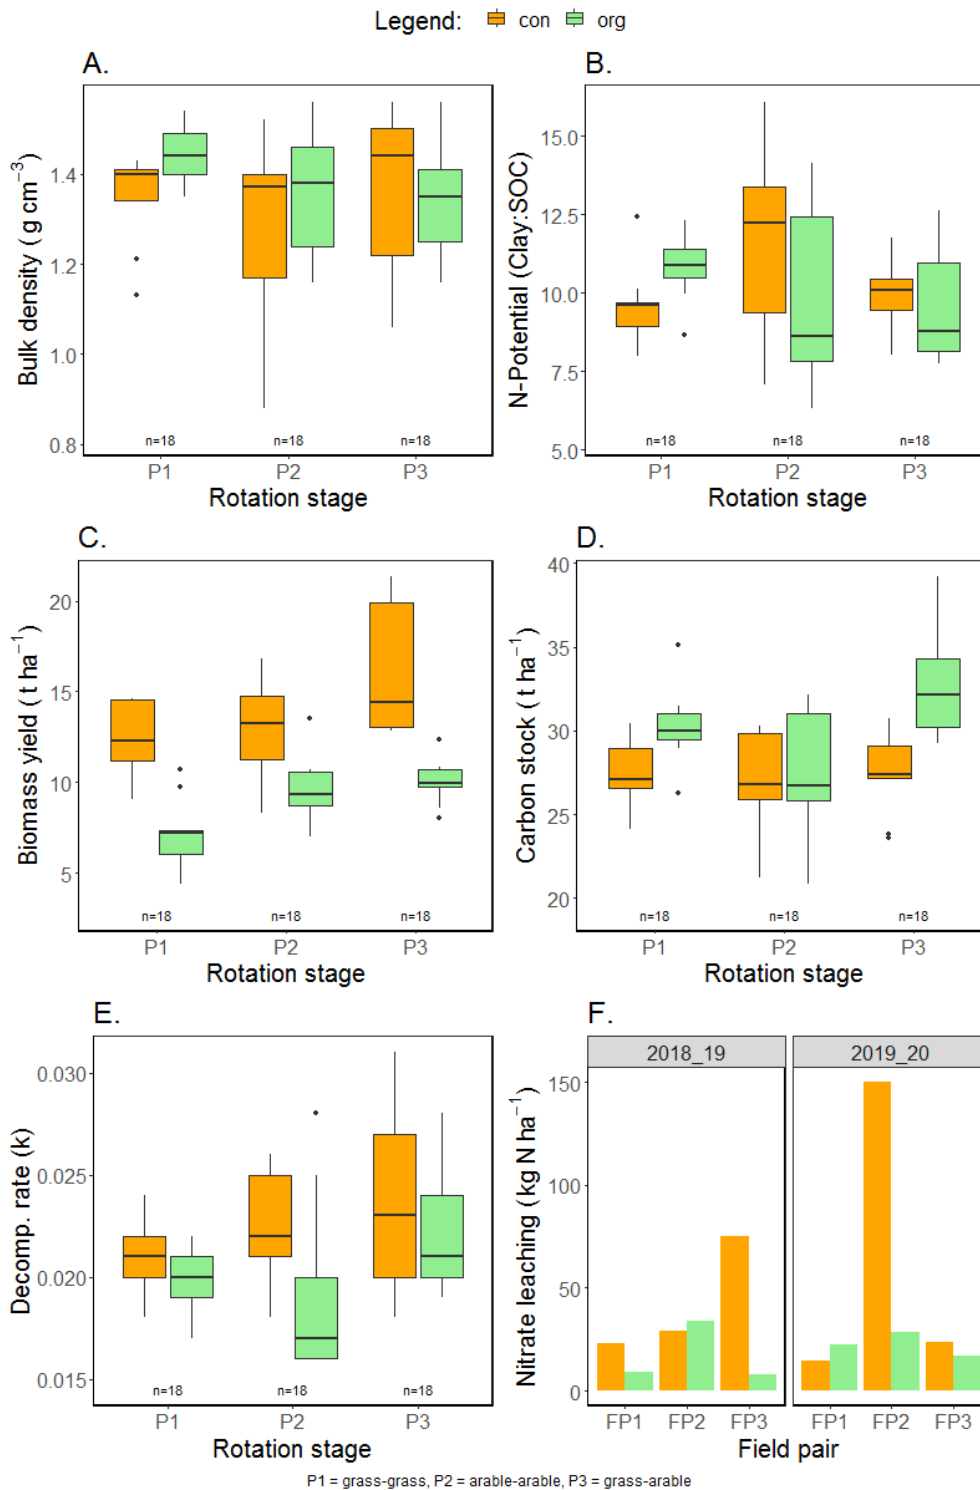 Legend: con org
A.
Bulk density ( g cm⁻³)
1.4
1.2
1.0
0.8
n=18 n=18 n=18
P1 P2 P3
Rotation stage
B.
N-Potential (Clay:SOC)
15.0
12.5
10.0
7.5
5.0
n=18 n=18 n=18
P1 P2 P3
Rotation stage
C.
Biomass yield ( t ha⁻¹)
20
15
10
5
n=18 n=18 n=18
P1 P2 P3
Rotation stage
D.
Carbon stock ( t ha⁻¹)
40
35
30
25
20
n=18 n=18 n=18
P1 P2 P3
Rotation stage
E.
Decomp. rate (k)
0.030
0.025
0.020
0.015
n=18 n=18 n=18
P1 P2 P3
Rotation stage
F.
2018_19 2019_20
Nitrate leaching ( kg N ha⁻¹)
150
100
50
0
FP1 FP2 FP3 FP1 FP2 FP3
Field pair
P1 = grass-grass, P2 = arable-arable, P3 = grass-arable